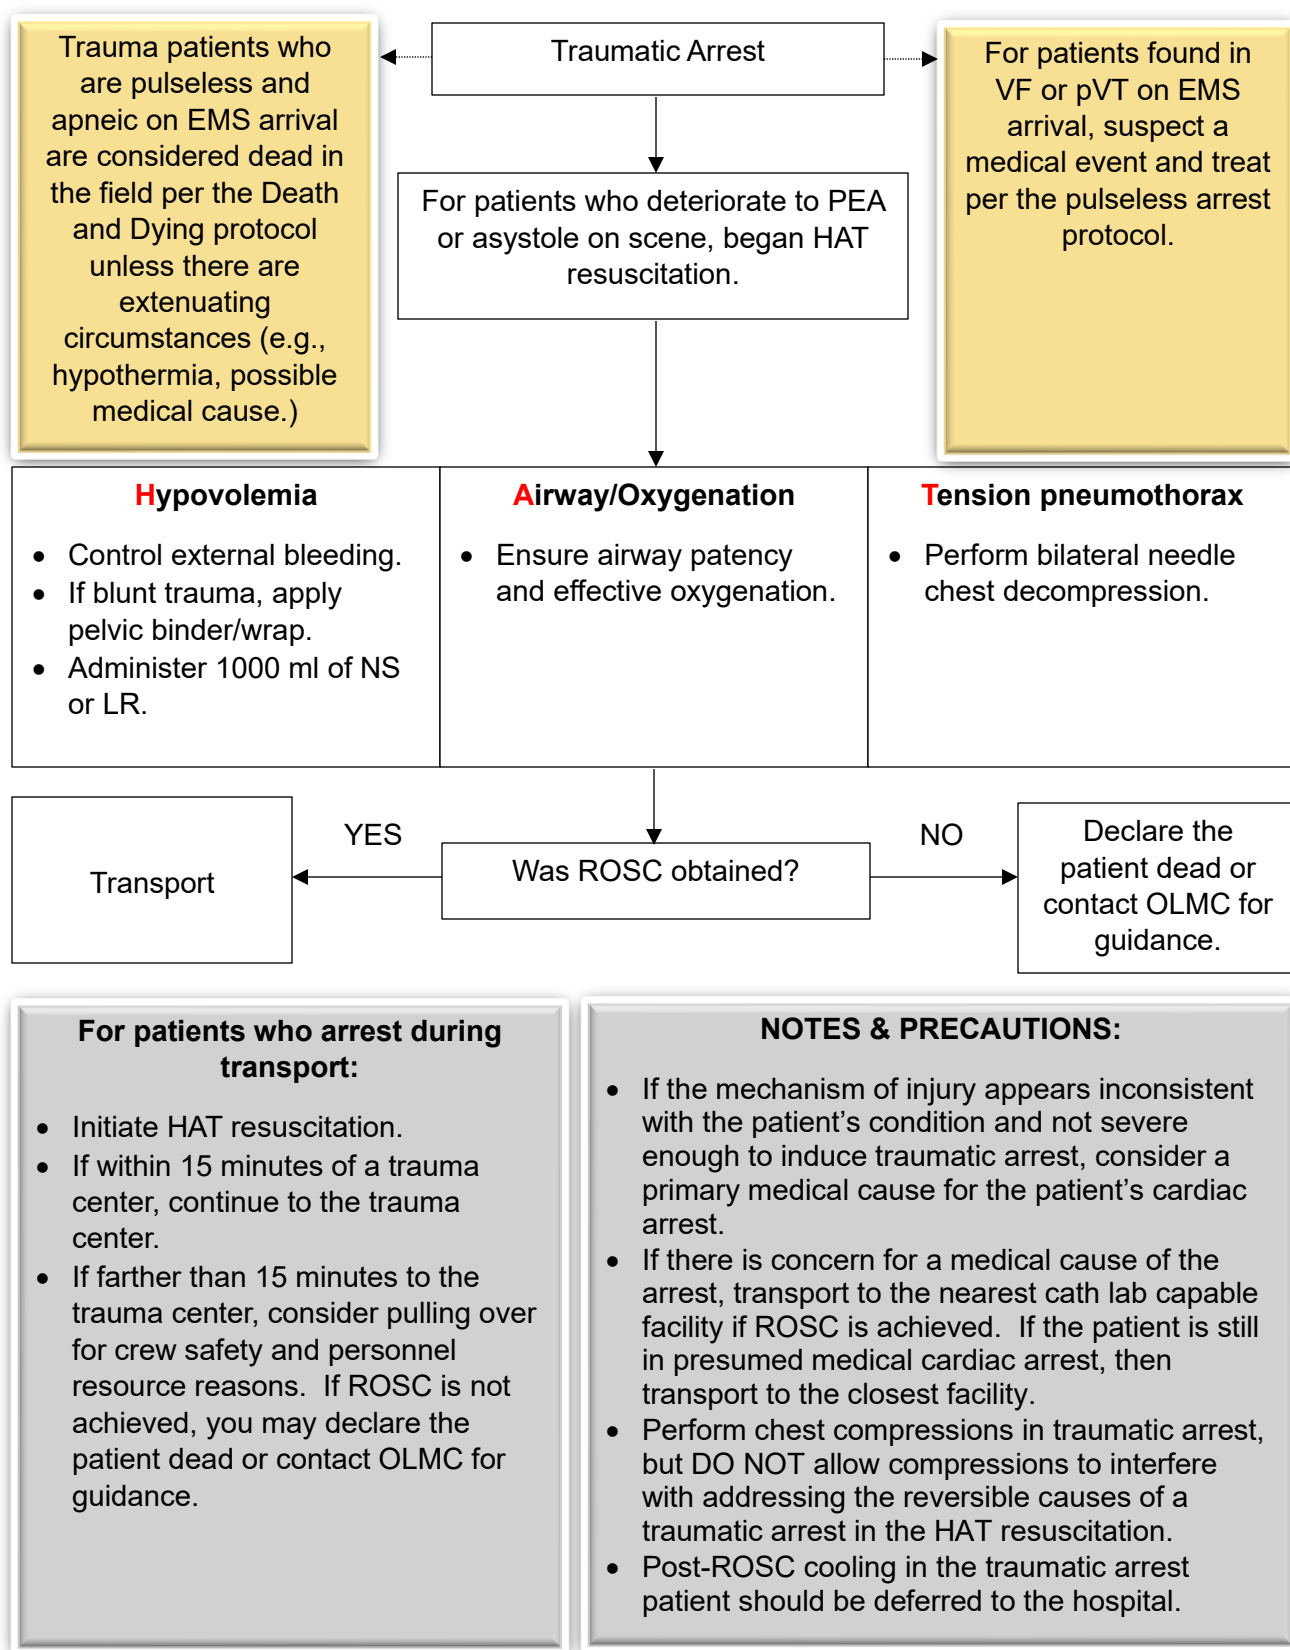 Trauma patients who
are pulseless and
apneic on EMS arrival
are considered dead in
the field per the Death
and Dying protocol
unless there are
extenuating
circumstances (e.g.,
hypothermia, possible
medical cause.)
Traumatic Arrest
For patients found in
VF or pVT on EMS
arrival, suspect a
medical event and treat
per the pulseless arrest
protocol.
For patients who deteriorate to PEA
or asystole on scene, began HAT
resuscitation.
Hypovolemia
• Control external bleeding.
• If blunt trauma, apply
pelvic binder/wrap.
• Administer 1000 ml of NS
or LR.
Airway/Oxygenation
• Ensure airway patency
and effective oxygenation.
Tension pneumothorax
• Perform bilateral needle
chest decompression.
Transport
YES
Was ROSC obtained?
NO
Declare the
patient dead or
contact OLMC for
guidance.
For patients who arrest during
transport:
• Initiate HAT resuscitation.
• If within 15 minutes of a trauma
center, continue to the trauma
center.
• If farther than 15 minutes to the
trauma center, consider pulling over
for crew safety and personnel
resource reasons.  If ROSC is not
achieved, you may declare the
patient dead or contact OLMC for
guidance.
NOTES & PRECAUTIONS:
• If the mechanism of injury appears inconsistent
with the patient’s condition and not severe
enough to induce traumatic arrest, consider a
primary medical cause for the patient’s cardiac
arrest.
• If there is concern for a medical cause of the
arrest, transport to the nearest cath lab capable
facility if ROSC is achieved.  If the patient is still
in presumed medical cardiac arrest, then
transport to the closest facility.
• Perform chest compressions in traumatic arrest,
but DO NOT allow compressions to interfere
with addressing the reversible causes of a
traumatic arrest in the HAT resuscitation.
• Post-ROSC cooling in the traumatic arrest
patient should be deferred to the hospital.